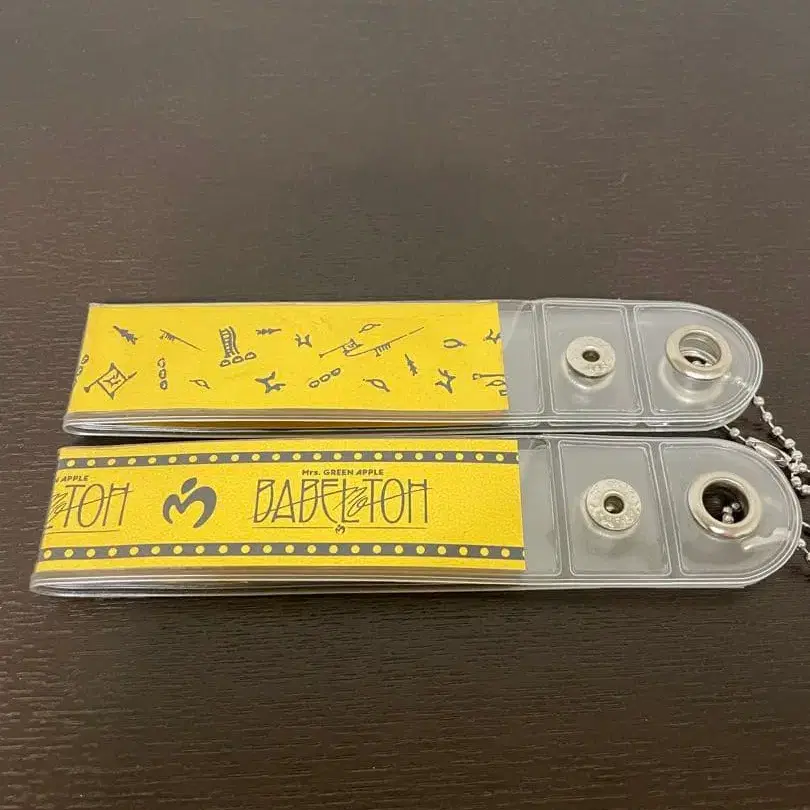 N APPLE
Mrs. GREEN APPLE
TOH
BABEL no TOH